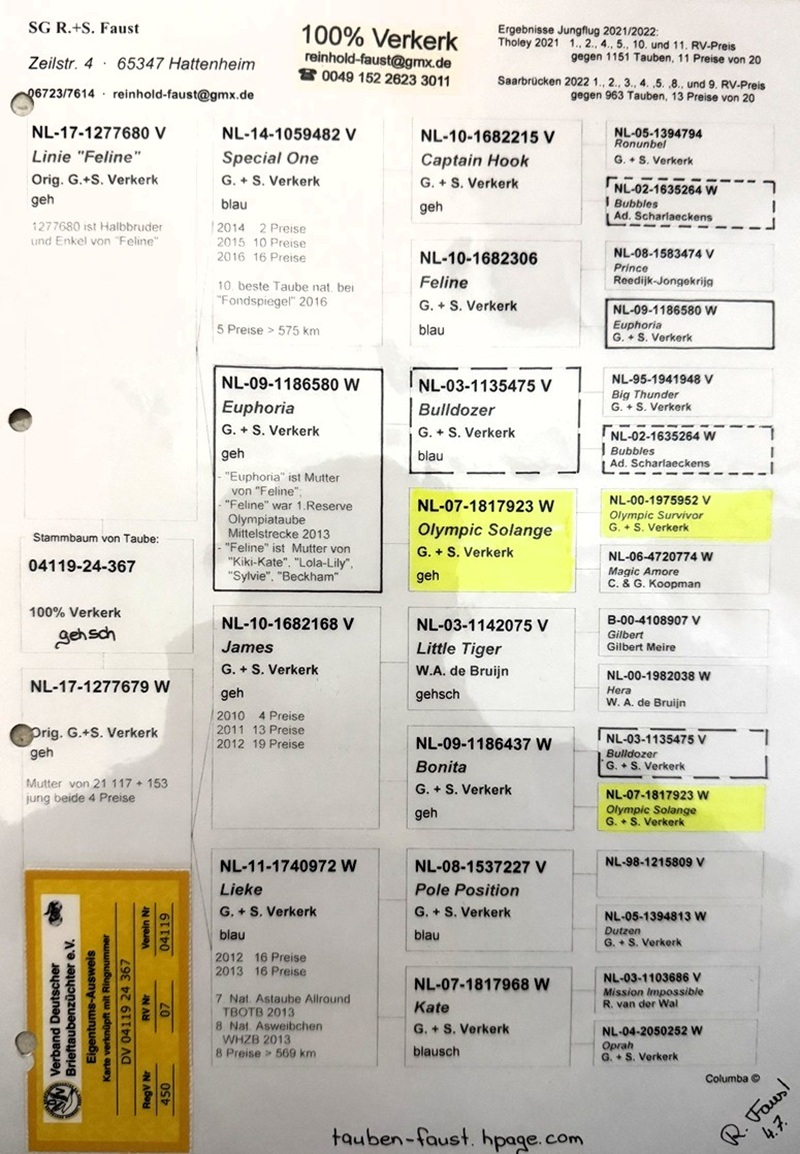 SG R.+S. Faust
Zeilstr. 4 · 65347 Hattenheim
06723/7614 · reinhold-faust@gmx.de
100% Verkerk
reinhold-faust@gmx.de
☎ 0049 152 2623 3011
Ergebnisse Jungflug 2021/2022:
Tholey 2021 1., 2., 4., 5., 10. und 11. RV-Preis
gegen 1151 Tauben, 11 Preise von 20
Saarbrücken 2022 1., 2., 3., 4. ,5. ,8., und 9. RV-Preis
gegen 963 Tauben, 13 Preise von 20
NL-17-1277680 V
Linie "Feline"
Orig. G.+S. Verkerk
geh
1277680 ist Halbbruder
und Enkel von "Feline"
Stammbaum von Taube:
04119-24-367
100% Verkerk
gehsch
NL-17-1277679 W
Orig. G.+S. Verkerk
geh
Mutter von 21 117 + 153
jung beide 4 Preise
NL-14-1059482 V
Special One
G. + S. Verkerk
blau
2014 2 Preise
2015 10 Preise
2016 16 Preise
10. beste Taube nat. bei
"Fondspiegel" 2016
5 Preise > 575 km
NL-09-1186580 W
Euphoria
G. + S. Verkerk
geh
- "Euphoria" ist Mutter
von "Feline".
- "Feline" war 1.Reserve
Olympiataube
Mittelstrecke 2013
- "Feline" ist Mutter von
"Kiki-Kate", "Lola-Lily",
"Sylvie", "Beckham"
NL-10-1682168 V
James
G. + S. Verkerk
geh
2010 4 Preise
2011 13 Preise
2012 19 Preise
NL-11-1740972 W
Lieke
G. + S. Verkerk
blau
2012 16 Preise
2013 16 Preise
7 Nat. Astaube Allround
TBOTB 2013
8. Nat. Asweibchen
WHZB 2013
8 Preise > 569 km
NL-10-1682215 V
Captain Hook
G. + S. Verkerk
geh
NL-10-1682306
Feline
G. + S. Verkerk
blau
NL-03-1135475 V
Bulldozer
G. + S. Verkerk
blau
NL-07-1817923 W
Olympic Solange
G. + S. Verkerk
geh
NL-03-1142075 V
Little Tiger
W.A. de Bruijn
gehsch
NL-09-1186437 W
Bonita
G. + S. Verkerk
geh
NL-08-1537227 V
Pole Position
G. + S. Verkerk
blau
NL-07-1817968 W
Kate
G. + S. Verkerk
blausch
NL-05-1394794
Ronunbel
G. + S. Verkerk
NL-02-1635264 W
Bubbles
Ad. Scharlaeckens
NL-08-1583474 V
Prince
Reedijk-Jongekrijg
NL-09-1186580 W
Euphoria
G. + S. Verkerk
NL-95-1941948 V
Big Thunder
G. + S. Verkerk
NL-02-1635264 W
Bubbles
Ad. Scharlaeckens
NL-00-1975952 V
Olympic Survivor
G. + S. Verkerk
NL-06-4720774 W
Magic Amore
C. & G. Koopman
B-00-4108907 V
Gilbert
Gilbert Meire
NL-00-1982038 W
Hera
W. A. de Bruijn
NL-03-1135475 V
Bulldozer
G. + S. Verkerk
NL-07-1817923 W
Olympic Solange
G. + S. Verkerk
NL-98-1215809 V
NL-05-1394813 W
Dutzen
G. + S. Verkerk
NL-03-1103686 V
Mission Impossible
R. van der Wal
NL-04-2050252 W
Oprah
G. + S. Verkerk
Columba ©
Verband Deutscher
Brieftaubenzüchter e.V.
Eigentums-Ausweis
Karte verknüpft mit Ringnummer
DV 04119 24 367
RegV Nr RV Nr Verein Nr
450 07 04119
R. Faust
4.7.
tauben-faust.hpage.com